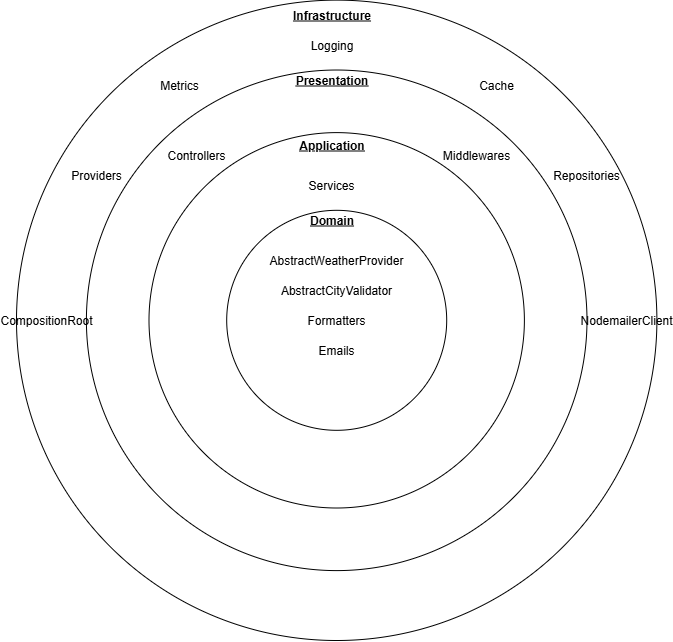 Infrastructure
Logging
Metrics
Presentation
Cache
Controllers
Application
Middlewares
Providers
Services
Repositories
Domain
AbstractWeatherProvider
AbstractCityValidator
CompositionRoot
Formatters
NodemailerClient
Emails